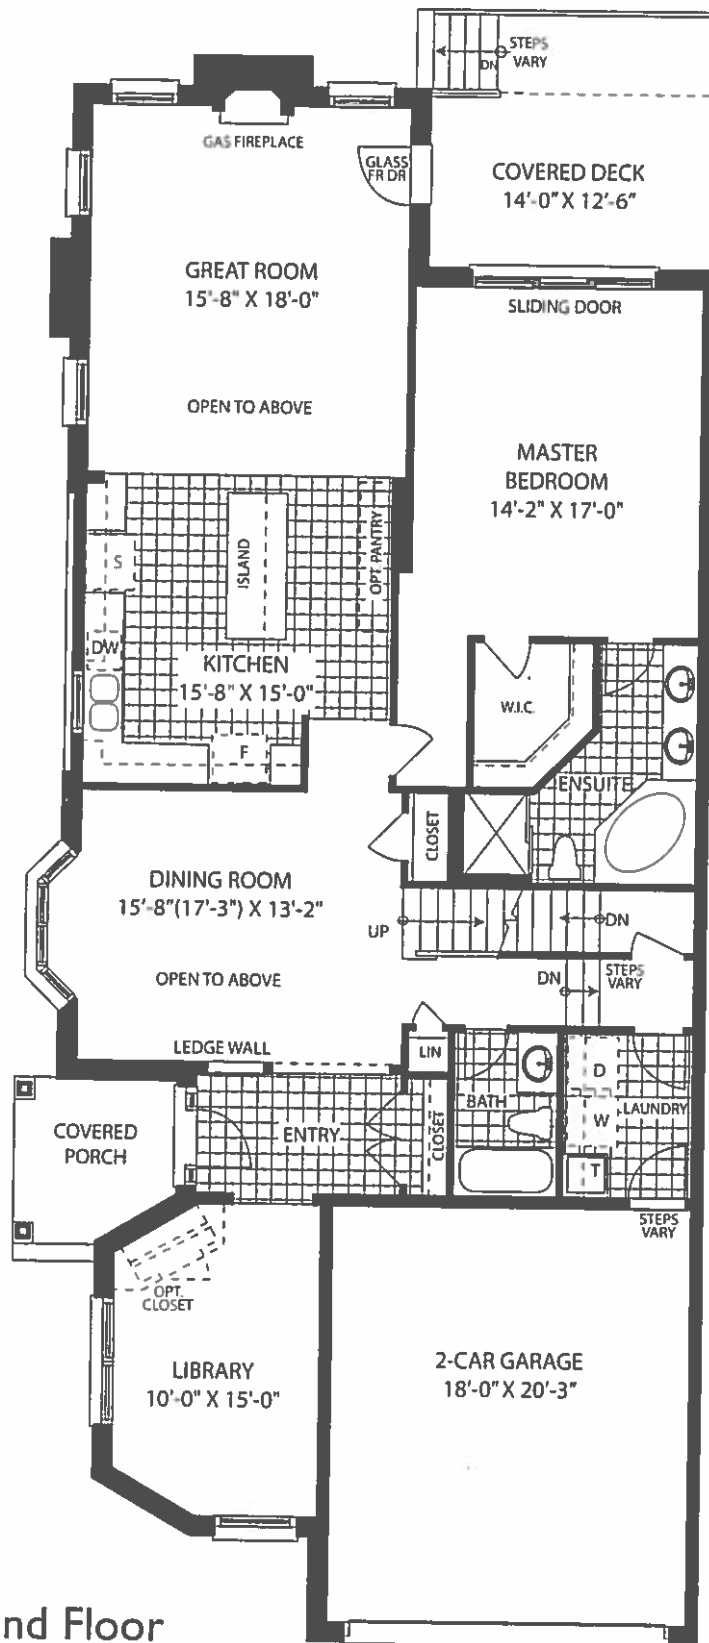 STEPS
VARY
DN
GAS FIREPLACE
GLASS
FR DR
COVERED DECK
14'-0" X 12'-6"
GREAT ROOM
15'-8" X 18'-0"
SLIDING DOOR
OPEN TO ABOVE
MASTER
BEDROOM
14'-2" X 17'-0"
S
ISLAND
OPT. PANTRY
DW
KITCHEN
15'-8" X 15'-0"
F
W.I.C.
ENSUITE
CLOSET
DINING ROOM
15'-8"(17'-3") X 13'-2"
UP
DN
OPEN TO ABOVE
DN
STEPS
VARY
LEDGE WALL
LIN
D
BATH
W
LAUNDRY
T
COVERED
PORCH
ENTRY
CLOSET
STEPS
VARY
OPT.
CLOSET
LIBRARY
10'-0" X 15'-0"
2-CAR GARAGE
18'-0" X 20'-3"
nd Floor